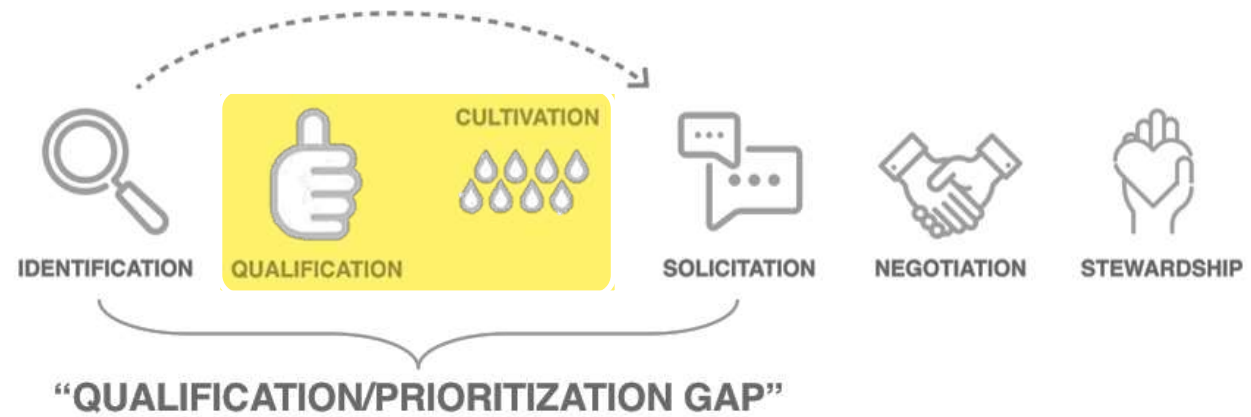 CULTIVATION
IDENTIFICATION
QUALIFICATION
SOLICITATION
NEGOTIATION
STEWARDSHIP
“QUALIFICATION/PRIORITIZATION GAP”